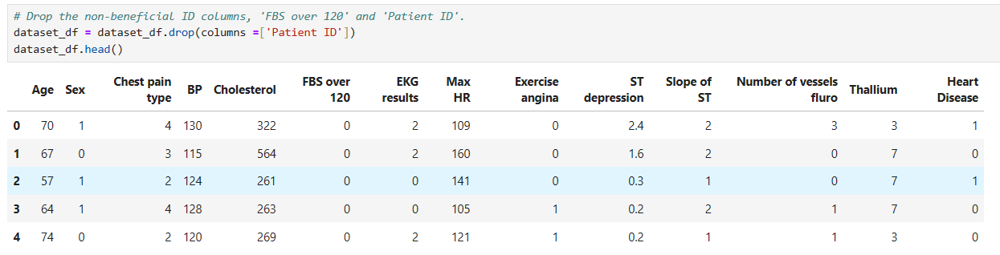 # Drop the non-beneficial ID columns, 'FBS over 120' and 'Patient ID'.
dataset_df = dataset_df.drop(columns =['Patient ID'])
dataset_df.head()
Age Sex Chest pain type BP Cholesterol FBS over 120 EKG results Max HR Exercise angina ST depression Slope of ST Number of vessels fluro Thallium Heart Disease
0 70 1 4 130 322 0 2 109 0 2.4 2 3 3 1
1 67 0 3 115 564 0 2 160 0 1.6 2 0 7 0
2 57 1 2 124 261 0 0 141 0 0.3 1 0 7 1
3 64 1 4 128 263 0 0 105 1 0.2 2 1 7 0
4 74 0 2 120 269 0 2 121 1 0.2 1 1 3 0